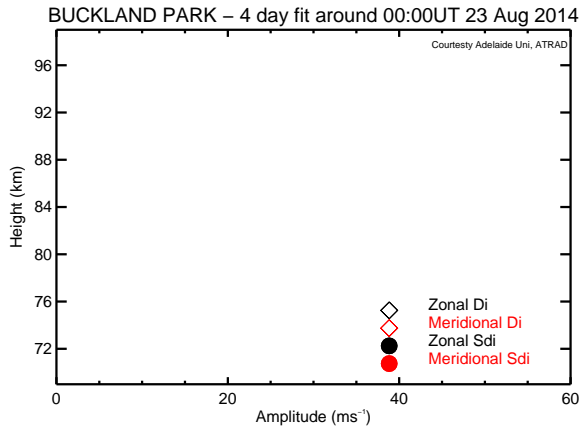 BUCKLAND PARK – 4 day fit around 00:00UT 23 Aug 2014
Courtesty Adelaide Uni, ATRAD
96
92
88
84
80
76
72
Height (km)
Zonal Di
Meridional Di
Zonal Sdi
Meridional Sdi
0 20 40 60
Amplitude (ms⁻¹)